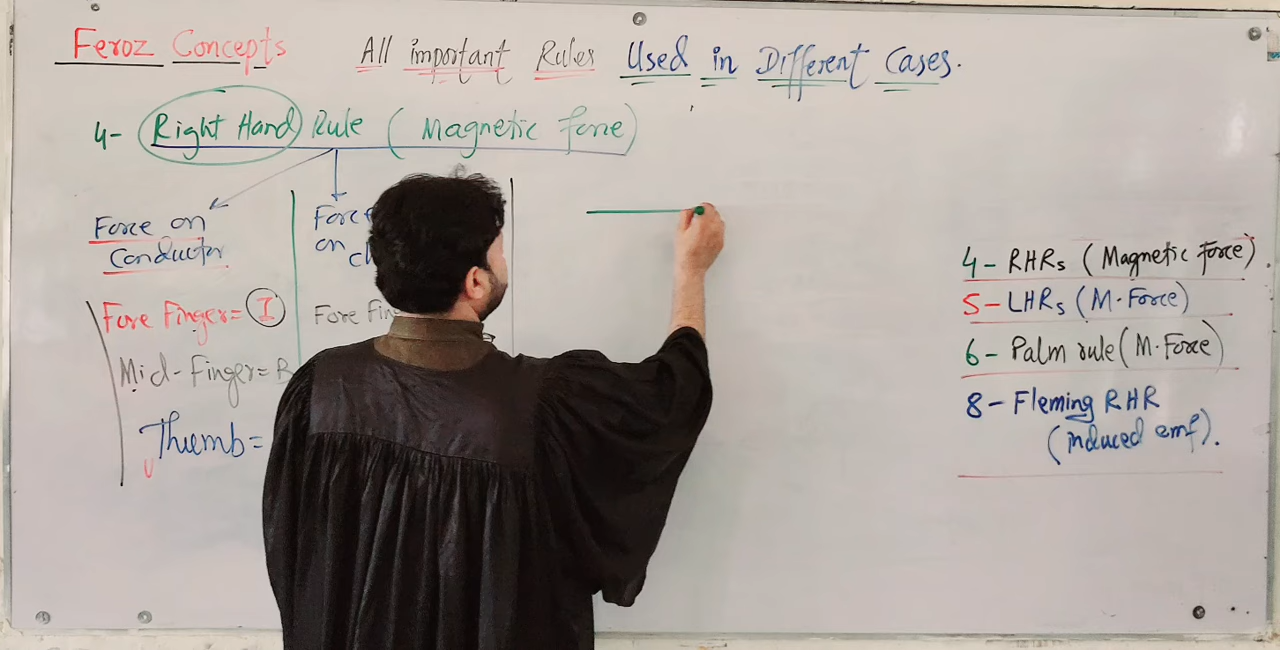 Feroz Concepts All important Rules Used in Different Cases.
4- Right Hand Rule (Magnetic force)
Force on
Conductor
Fore Finger = I
Mid-Finger = B
Thumb =
Force
on
Fore Fin
4- RHRs (Magnetic force).
5- LHRs (M. Force)
6- Palm rule (M. Force)
8- Fleming RHR
(induced emf).